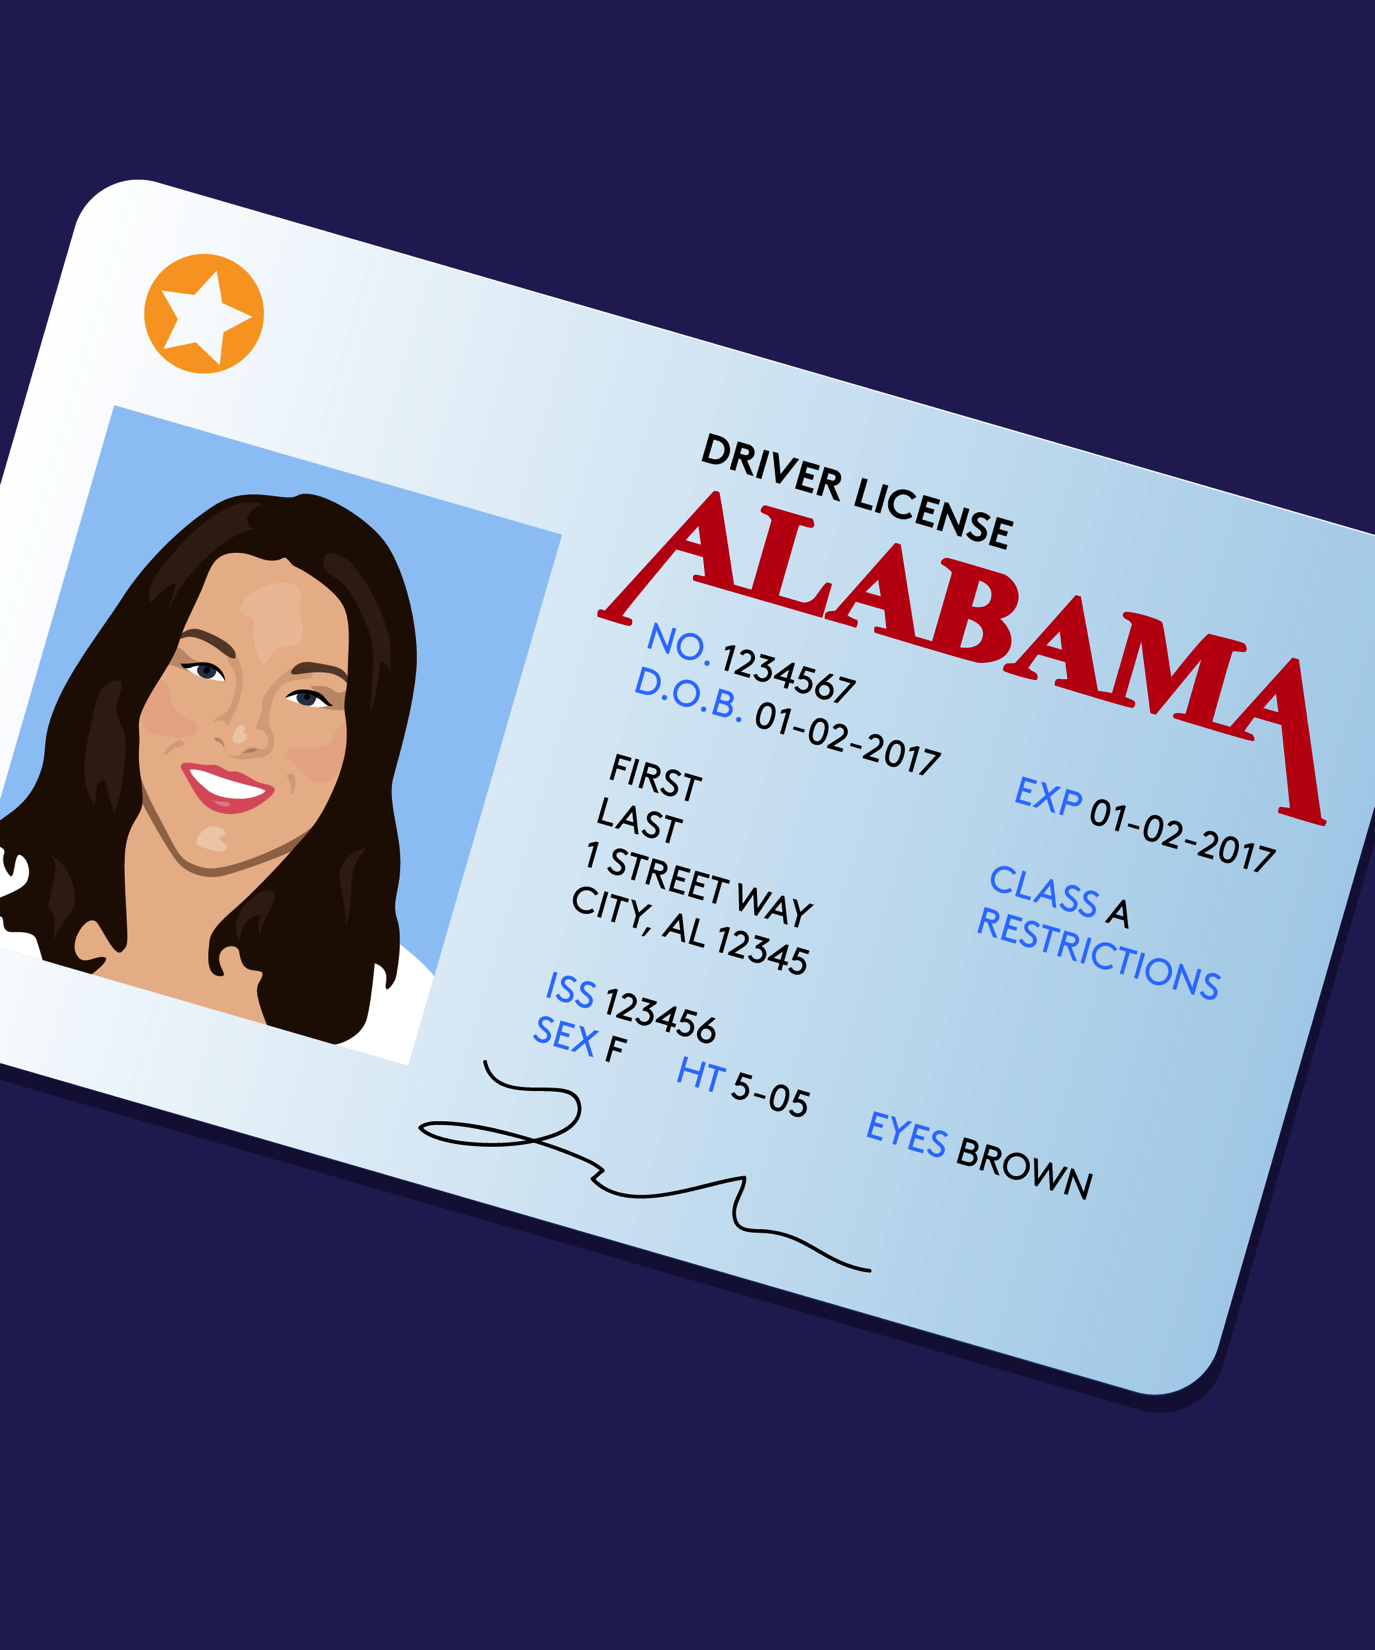 DRIVER LICENSE
ALABAMA
NO. 1234567
D.O.B. 01-02-2017
EXP 01-02-2017
FIRST
LAST
1 STREET WAY
CITY, AL 12345
CLASS A
RESTRICTIONS
ISS 123456
SEX F HT 5-05 EYES BROWN